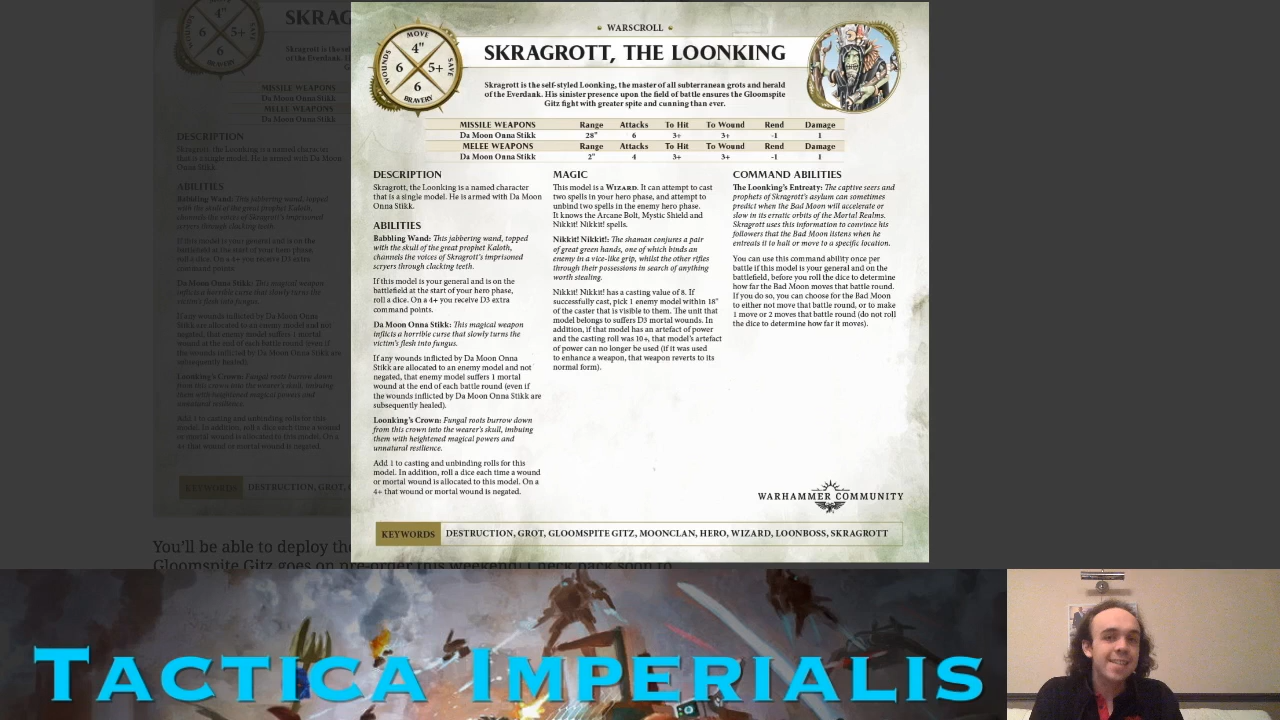 WARSCROLL
SKRAGROTT, THE LOONKING
MOVE
4"
WOUNDS
6
5+
SAVE
6
BRAVERY
Skragrott is the self-styled Loonking, the master of all subterranean grots and herald
of the Everdank. His sinister presence upon the field of battle ensures the Gloomspite
Gitz fight with greater spite and cunning than ever.
MISSILE WEAPONS Range Attacks To Hit To Wound Rend Damage
Da Moon Onna Stikk 28" 6 3+ 3+ -1 1
MELEE WEAPONS Range Attacks To Hit To Wound Rend Damage
Da Moon Onna Stikk 2" 4 3+ 3+ -1 1
DESCRIPTION
Skragrott, the Loonking is a named character
that is a single model. He is armed with Da Moon
Onna Stikk.
ABILITIES
Babbling Wand: This jabbering wand, topped
with the skull of the great prophet Kaloth,
channels the voices of Skragrott's imprisoned
scryers through clacking teeth.
If this model is your general and is on the
battlefield at the start of your hero phase,
roll a dice. On a 4+ you receive D3 extra
command points.
Da Moon Onna Stikk: This magical weapon
inflicts a horrible curse that slowly turns the
victim's flesh into fungus.
If any wounds inflicted by Da Moon Onna
Stikk are allocated to an enemy model and not
negated, that enemy model suffers 1 mortal
wound at the end of each battle round (even if
the wounds inflicted by Da Moon Onna Stikk are
subsequently healed).
Loonking's Crown: Fungal roots burrow down
from this crown into the wearer's skull, imbuing
them with heightened magical powers and
unnatural resilience.
Add 1 to casting and unbinding rolls for this
model. In addition, roll a dice each time a wound
or mortal wound is allocated to this model. On a
4+ that wound or mortal wound is negated.
MAGIC
This model is a WIZARD. It can attempt to cast
two spells in your hero phase, and attempt to
unbind two spells in the enemy hero phase.
It knows the Arcane Bolt, Mystic Shield and
Nikkit! Nikkit! spells.
Nikkit! Nikkit!: The shaman conjures a pair
of great green hands, one of which binds an
enemy in a vice-like grip, whilst the other rifles
through their possessions in search of anything
worth stealing.
Nikkit! Nikkit! has a casting value of 8. If
successfully cast, pick 1 enemy model within 18"
of the caster that is visible to them. The unit that
model belongs to suffers D3 mortal wounds. In
addition, if that model has an artefact of power
and the casting roll was 10+, that model's artefact
of power can no longer be used (if it was used
to enhance a weapon, that weapon reverts to its
normal form).
COMMAND ABILITIES
The Loonking's Entreaty: The captive seers and
prophets of Skragrott's asylum can sometimes
predict when the Bad Moon will accelerate or
slow in its erratic orbits of the Mortal Realms.
Skragrott uses this information to convince his
followers that the Bad Moon listens when he
entreats it to halt or move to a specific location.
You can use this command ability once per
battle if this model is your general and on the
battlefield, before you roll the dice to determine
how far the Bad Moon moves that battle round.
If you do so, you can choose for the Bad Moon
to either not move that battle round, or to make
1 move or 2 moves that battle round (do not roll
the dice to determine how far it moves).
WARHAMMER COMMUNITY
KEYWORDS DESTRUCTION, GROT, GLOOMSPITE GITZ, MOONCLAN, HERO, WIZARD, LOONBOSS, SKRAGROTT
You'll be able to deploy the
Gloomspite Gitz goes on pre-order this weekend! Check back soon to
TACTICA IMPERIALIS